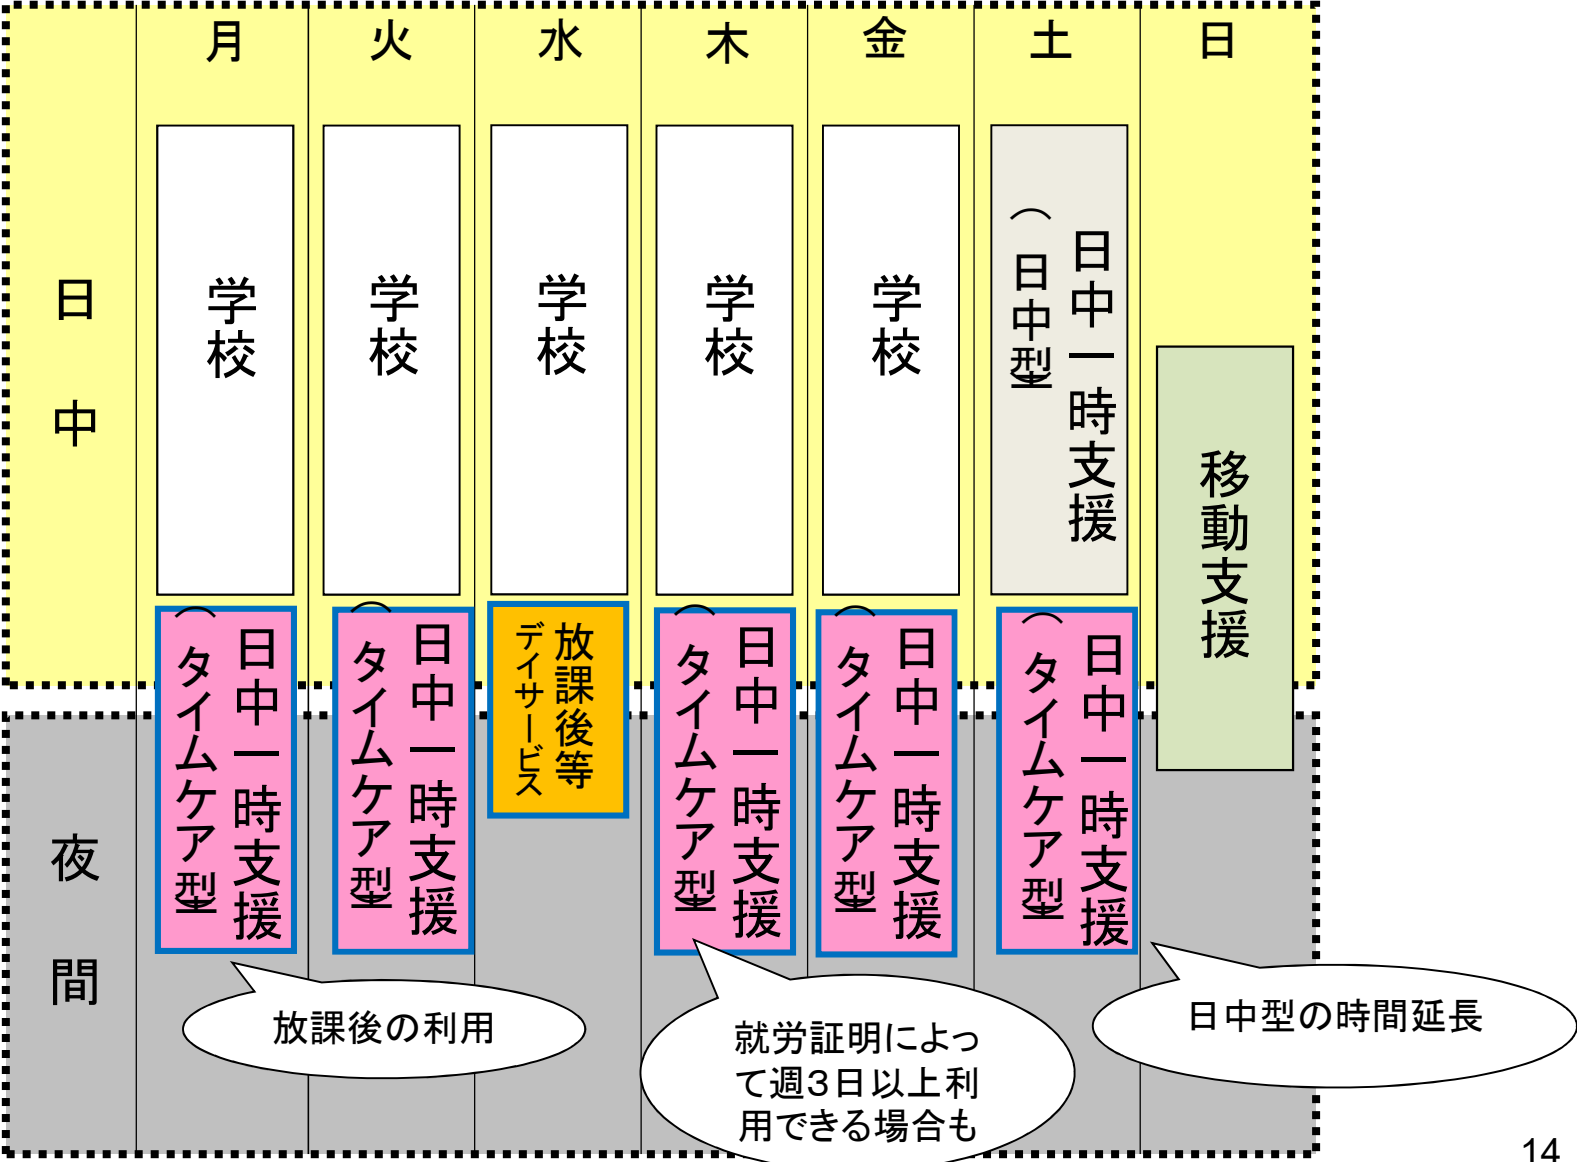 月
火
水
木
金
土
日
日中
学校
学校
学校
学校
学校
日中一時支援
（日中型）
移動支援
夜間
日中一時支援
（タイムケア型）
日中一時支援
（タイムケア型）
放課後等
デイサービス
日中一時支援
（タイムケア型）
日中一時支援
（タイムケア型）
日中一時支援
（タイムケア型）
放課後の利用
就労証明によっ
て週３日以上利
用できる場合も
日中型の時間延長
14